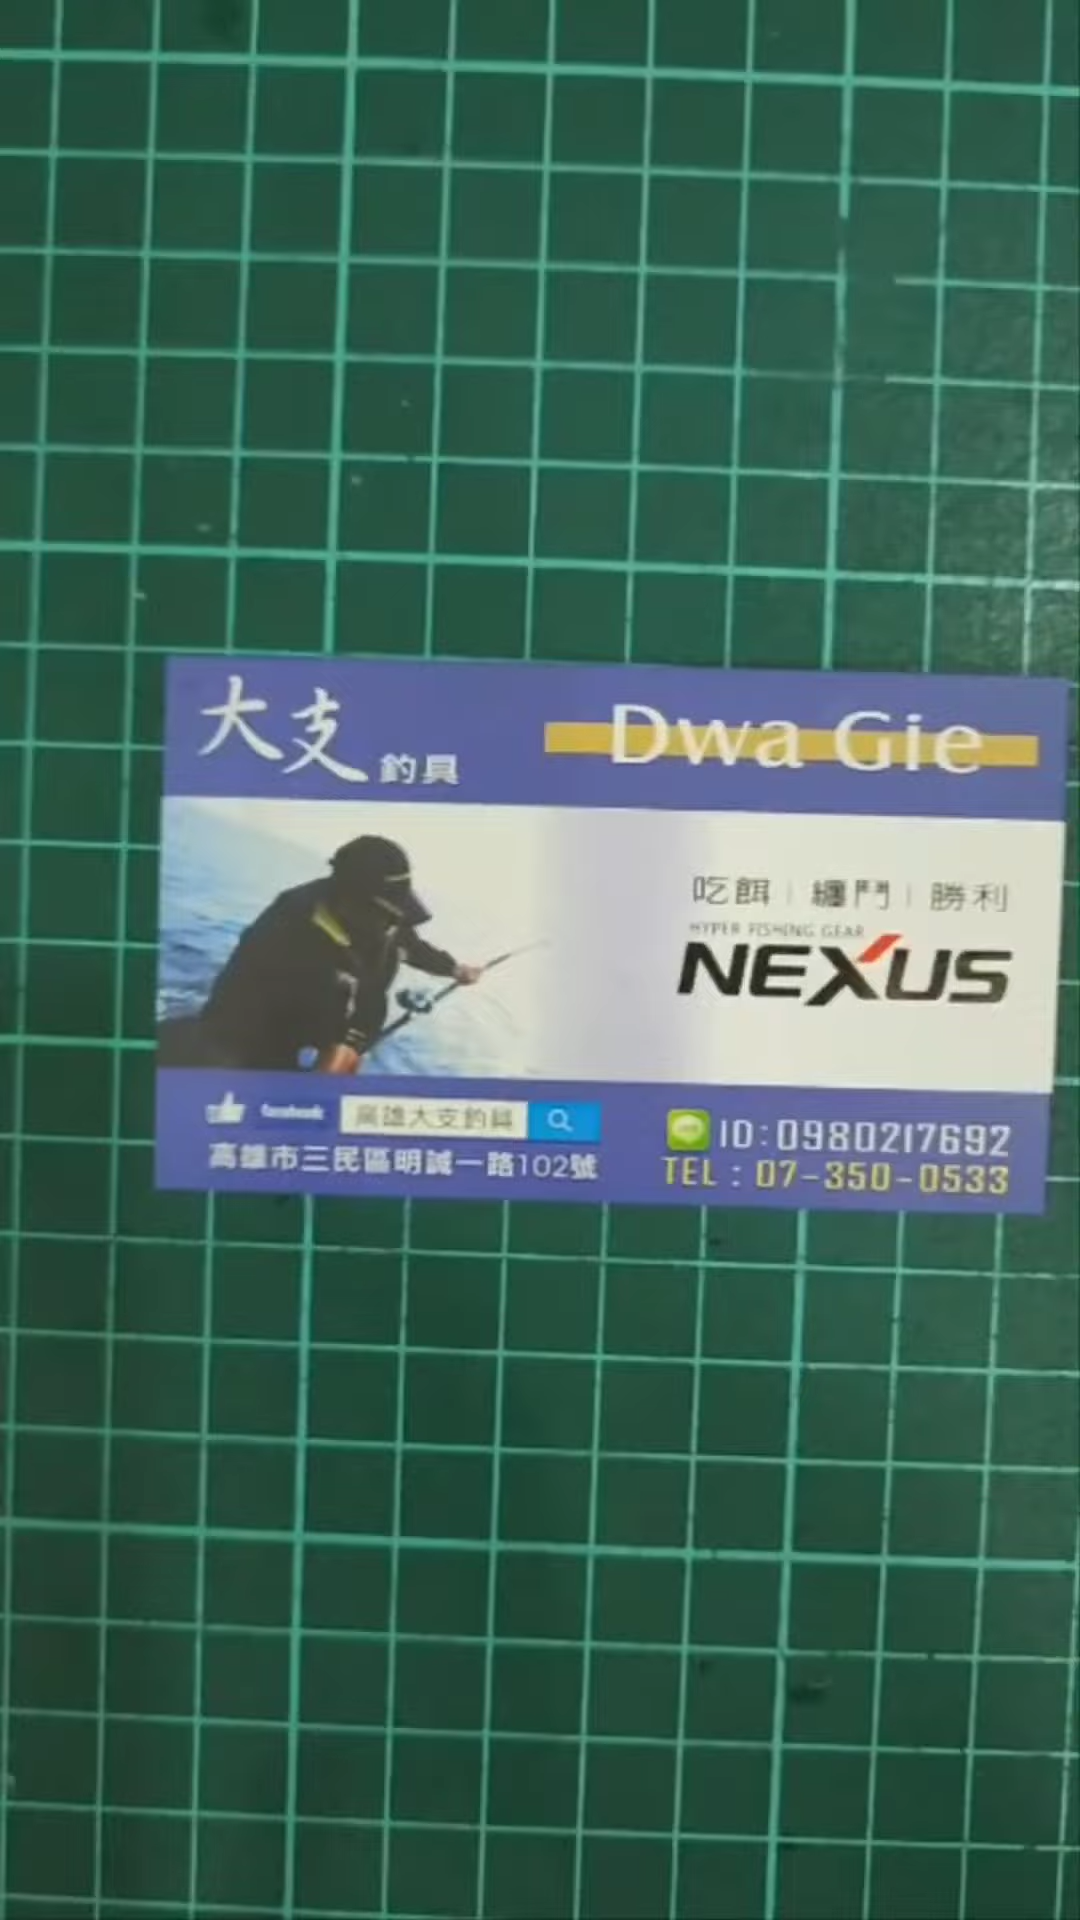 大支釣具
Dwa Gie
吃餌 | 纏鬥 | 勝利
HYPER FISHING GEAR
NEXUS
facebook 高雄大支釣具
高雄市三民區明誠一路102號
ID:0980217692
TEL:07-350-0533